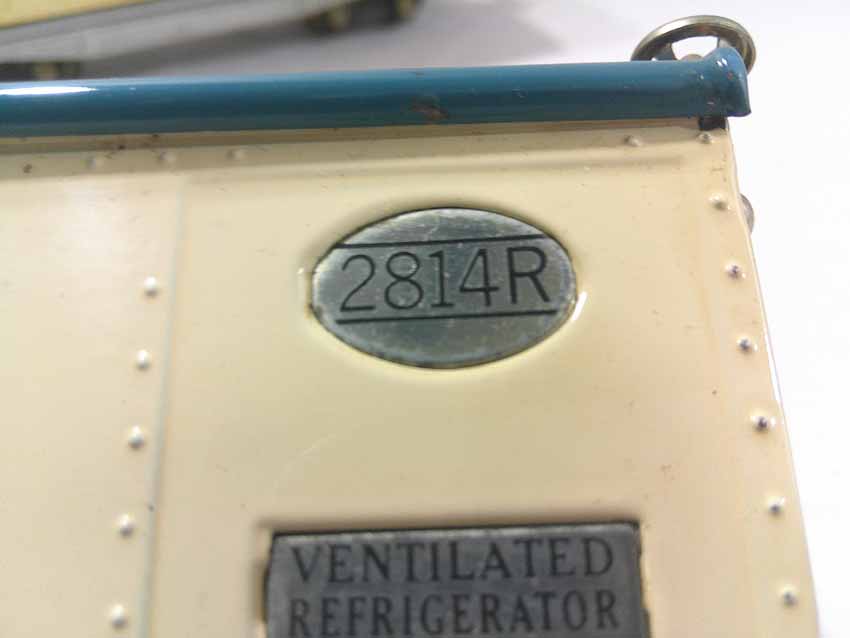 2814R
VENTILATED
REFRIGERATOR